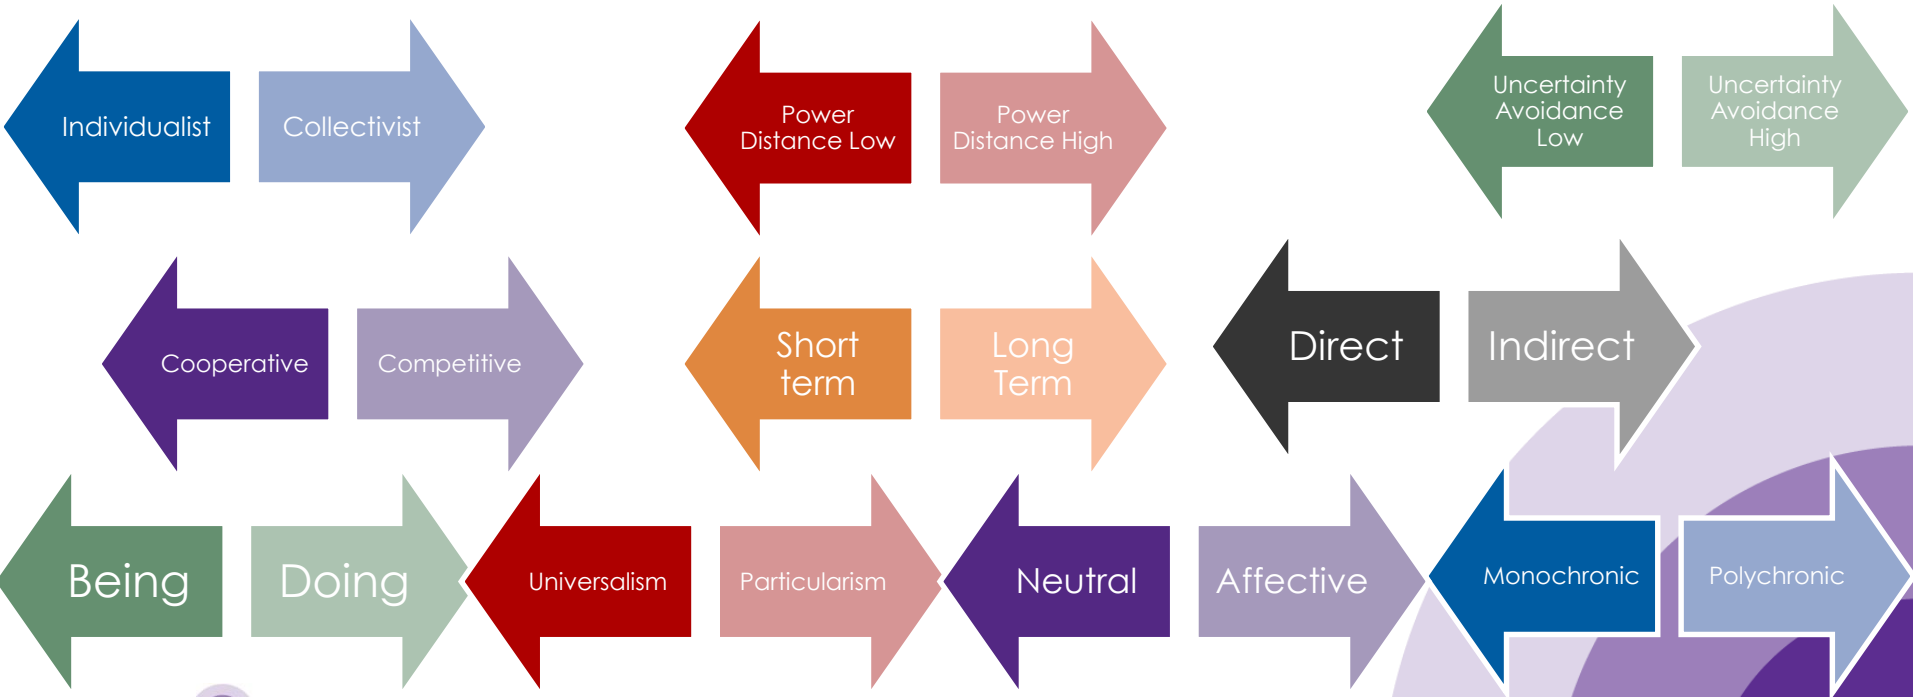 Individualist
Collectivist
Power
Distance Low
Power
Distance High
Uncertainty
Avoidance
Low
Uncertainty
Avoidance
High
Cooperative
Competitive
Short
term
Long
Term
Direct
Indirect
Being
Doing
Universalism
Particularism
Neutral
Affective
Monochronic
Polychronic